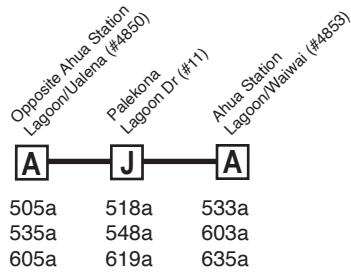 Opposite Ahua Station
Lagoon/Ualena (#4850)
Palekona
Lagoon Dr (#11)
Ahua Station
Lagoon/Waiwai (#4853)
A J A
505a 518a 533a
535a 548a 603a
605a 619a 635a